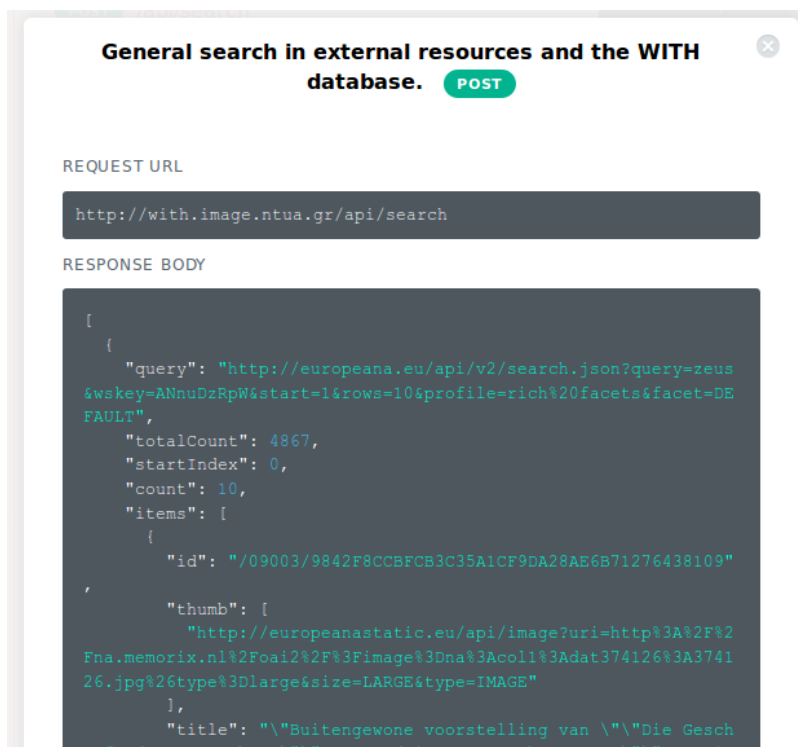 General search in external resources and the WITH
database. POST
REQUEST URL
http://with.image.ntua.gr/api/search
RESPONSE BODY
[
{
"query": "http://europeana.eu/api/v2/search.json?query=zeus
&wskey=ANnuDzRpW&start=1&rows=10&profile=rich%20facets&facet=DE
FAULT",
"totalCount": 4867,
"startIndex": 0,
"count": 10,
"items": [
{
"id": "/09003/9842F8CCBFCB3C35A1CF9DA28AE6B71276438109"
,
"thumb": [
"http://europeanastatic.eu/api/image?uri=http%3A%2F%2
Fna.memorix.nl%2Foai2%2F%3Fimage%3Dna%3Acol1%3Adat374126%3A3741
26.jpg%26type%3Dlarge&size=LARGE&type=IMAGE"
],
"title": "\"Buitengewone voorstelling van \"\"Die Gesch